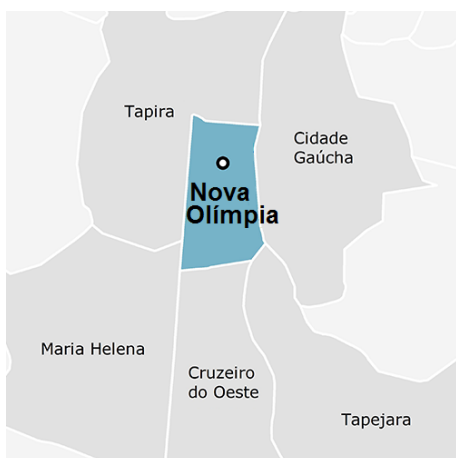 Tapira
Cidade
Gaúcha
Nova
Olímpia
Maria Helena
Cruzeiro
do Oeste
Tapejara